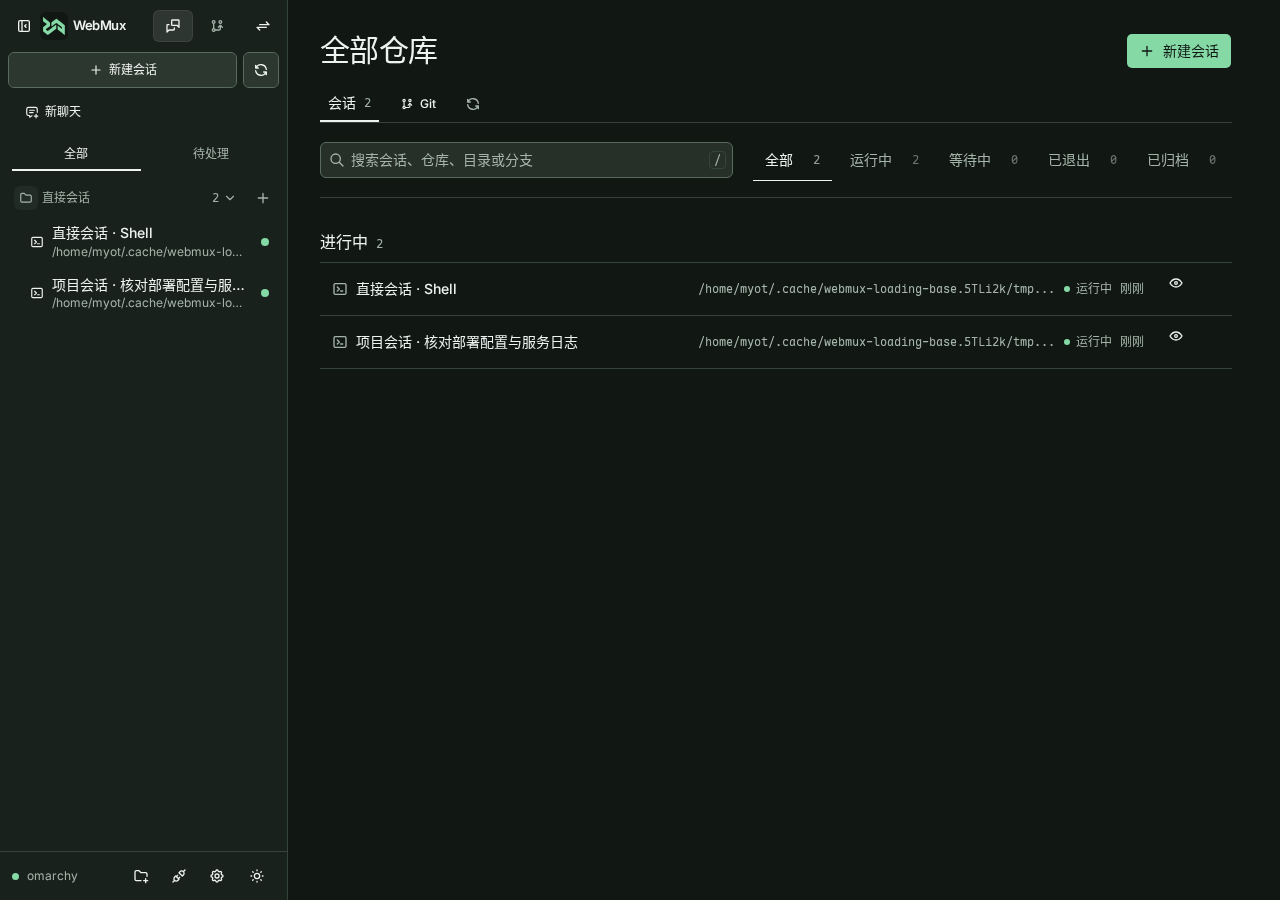 WebMux
新建会话
新聊天
全部 待处理
直接会话 2
直接会话 · Shell
/home/myot/.cache/webmux-lo...
项目会话 · 核对部署配置与服...
/home/myot/.cache/webmux-lo...
omarchy
全部仓库
新建会话
会话 2 Git
搜索会话、仓库、目录或分支 /
全部 2 运行中 2 等待中 0 已退出 0 已归档 0
进行中 2
直接会话 · Shell /home/myot/.cache/webmux-loading-base.5TLi2k/tmp... 运行中 刚刚
项目会话 · 核对部署配置与服务日志 /home/myot/.cache/webmux-loading-base.5TLi2k/tmp... 运行中 刚刚